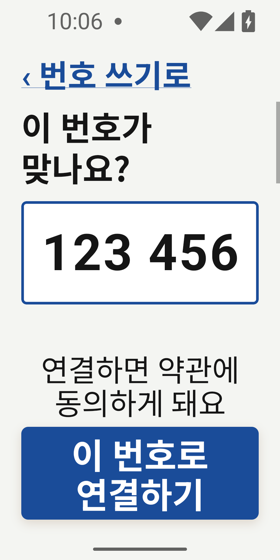 10:06
‹ 번호 쓰기로
이 번호가
맞나요?
123 456
연결하면 약관에
동의하게 돼요
이 번호로
연결하기